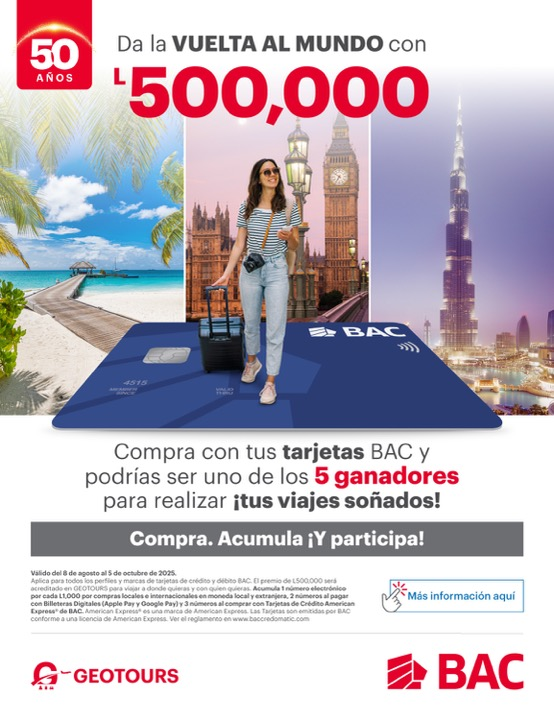 50
AÑOS
Da la VUELTA AL MUNDO con
L500,000
BAC
4515
MEMBER
SINCE
VALID
THRU
Compra con tus tarjetas BAC y
podrías ser uno de los 5 ganadores
para realizar ¡tus viajes soñados!
Compra. Acumula ¡Y participa!
Válido del 8 de agosto al 5 de octubre de 2025.
Aplica para todos los perfiles y marcas de tarjetas de crédito y débito BAC. El premio de L500,000 será
acreditado en GEOTOURS para viajar a donde quieras y con quien quieras. Acumula 1 número electrónico
por cada L1,000 por compras locales e internacionales en moneda local y extranjera, 2 números al pagar
con Billeteras Digitales (Apple Pay y Google Pay) y 3 números al comprar con Tarjetas de Crédito American
Express® de BAC. American Express® es una marca de American Express. Las Tarjetas son emitidas por BAC
conforme a una licencia de American Express. Ver el reglamento en www.baccredomatic.com
Más información aquí
GEOTOURS
BAC